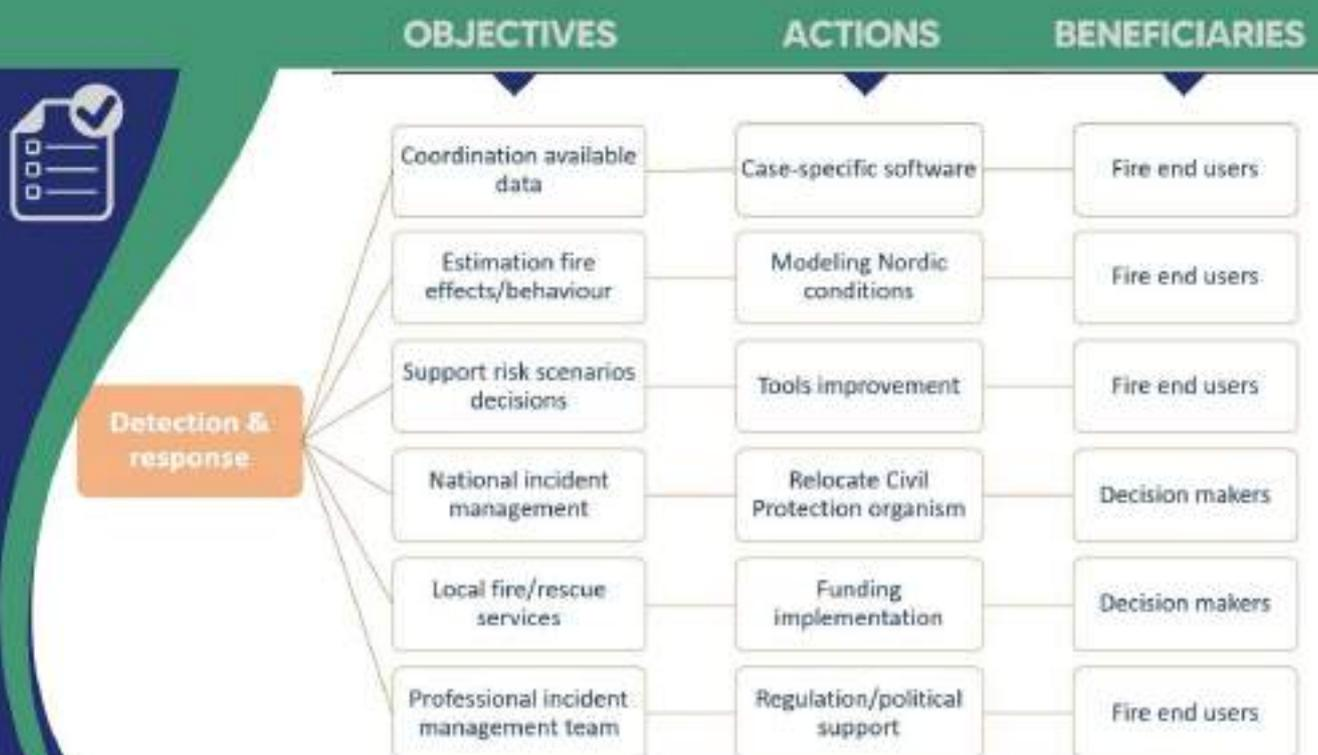 OBJECTIVES
ACTIONS
BENEFICIARIES
Detection &
response
Coordination available
data
Case-specific software
Fire end users
Estimation fire
effects/behaviour
Modeling Nordic
conditions
Fire end users
Support risk scenarios
decisions
Tools improvement
Fire end users
National incident
management
Relocate Civil
Protection organism
Decision makers
Local fire/rescue
services
Funding
implementation
Decision makers
Professional incident
management team
Regulation/political
support
Fire end users